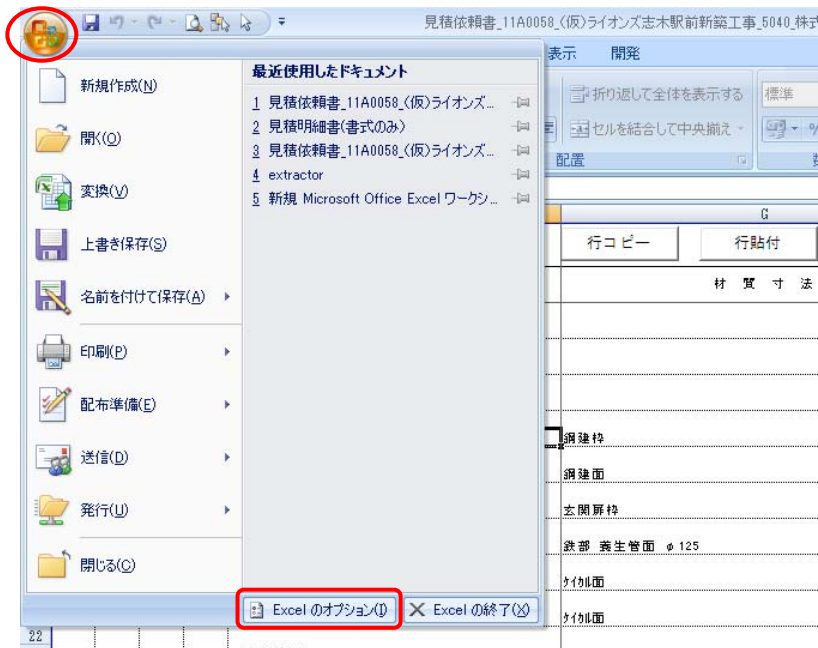 見積依頼書_11A0058_(仮)ライオンズ志木駅前新築工事_5040_株式
表示 開発
新規作成(N)
開く(O)
変換(V)
上書き保存(S)
名前を付けて保存(A)
印刷(P)
配布準備(E)
送信(D)
発行(U)
閉じる(C)
最近使用したドキュメント
1 見積依頼書_11A0058_(仮)ライオンズ...
2 見積明細書(書式のみ)
3 見積依頼書_11A0058_(仮)ライオンズ...
4 extractor
5 新規 Microsoft Office Excel ワークシ...
Excel のオプション(I)
Excel の終了(X)
折り返して全体を表示する
標準
セルを結合して中央揃え
%
配置
G
行コピー
行貼付
材 質 寸 法
鋼建枠
鋼建面
玄関扉枠
鉄部 養生管面 φ125
ケイカル面
ケイカル面
22